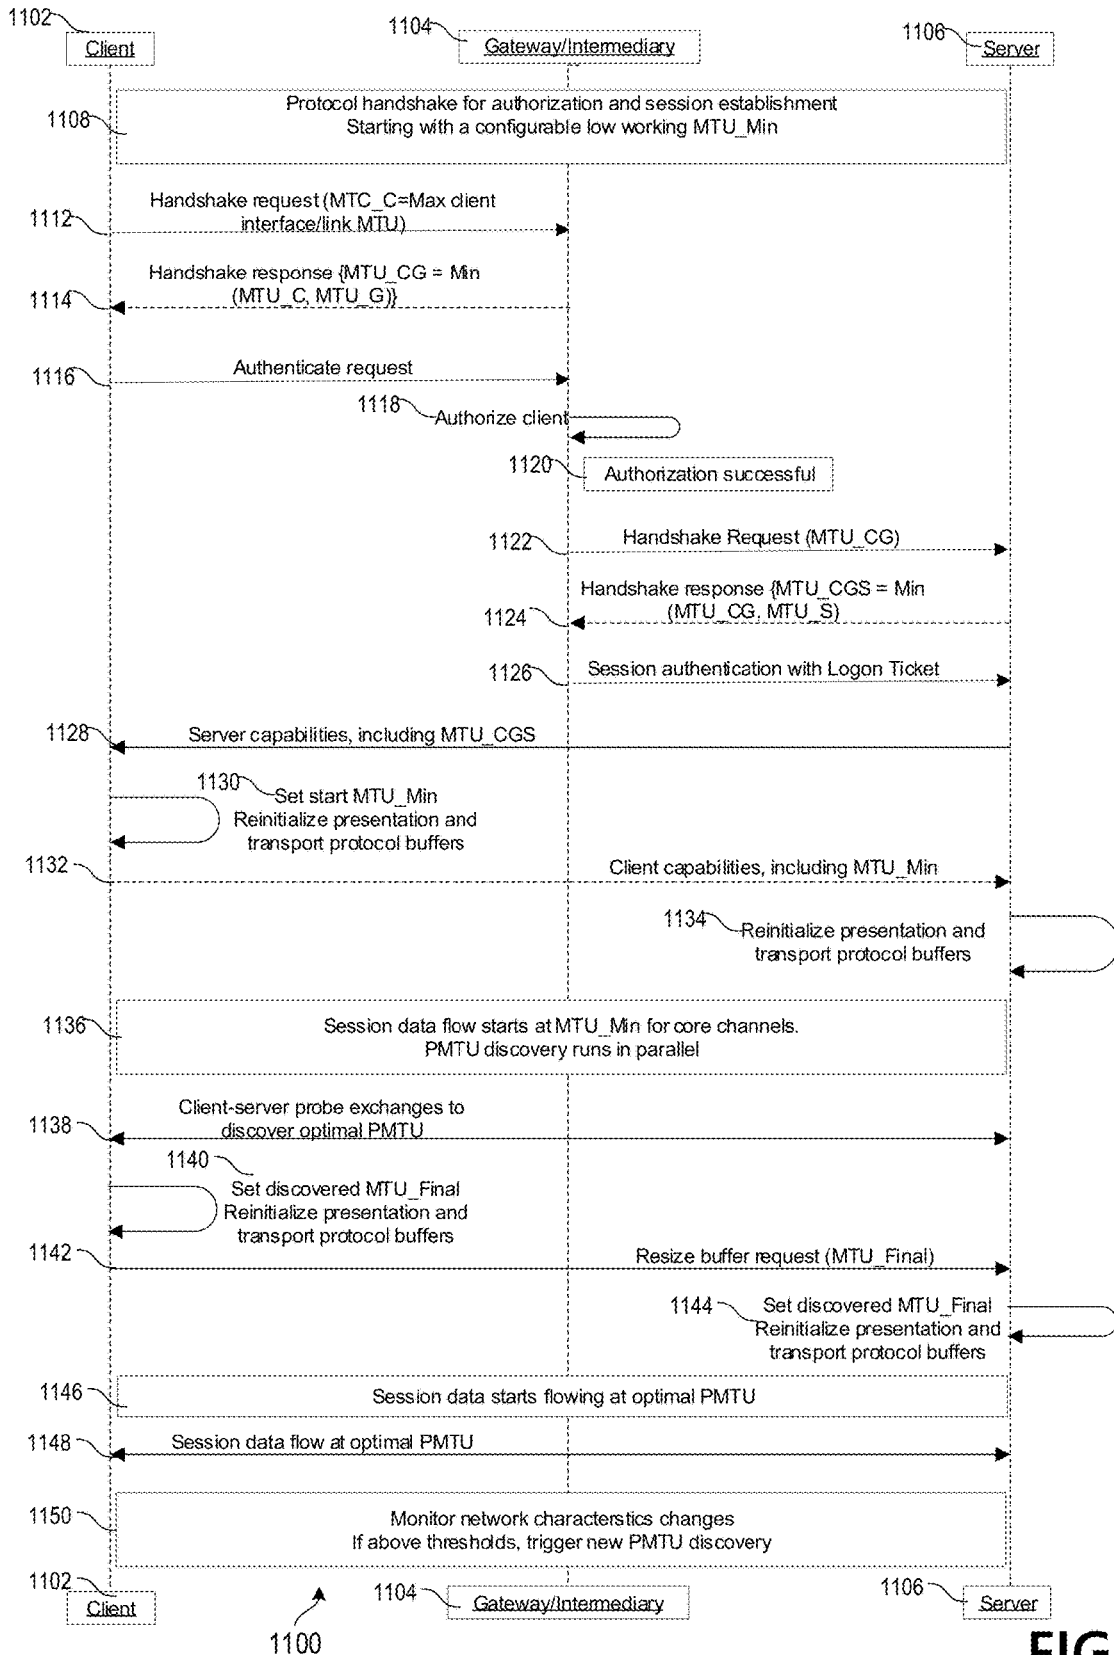 1102
Client
1104
Gateway/Intermediary
1106
Server
1108
Protocol handshake for authorization and session establishment
Starting with a configurable low working MTU_Min
1112
Handshake request (MTC_C=Max client
interface/link MTU)
1114
Handshake response {MTU_CG = Min
(MTU_C, MTU_G)}
1116
Authenticate request
1118
Authorize client
1120
Authorization successful
1122
Handshake Request (MTU_CG)
1124
Handshake response {MTU_CGS = Min
(MTU_CG, MTU_S)
1126
Session authentication with Logon Ticket
1128
Server capabilities, including MTU_CGS
1130
Set start MTU_Min
Reinitialize presentation and
transport protocol buffers
1132
Client capabilities, including MTU_Min
1134
Reinitialize presentation and
transport protocol buffers
1136
Session data flow starts at MTU_Min for core channels.
PMTU discovery runs in parallel
1138
Client-server probe exchanges to
discover optimal PMTU
1140
Set discovered MTU_Final
Reinitialize presentation and
transport protocol buffers
1142
Resize buffer request (MTU_Final)
1144
Set discovered MTU_Final
Reinitialize presentation and
transport protocol buffers
1146
Session data starts flowing at optimal PMTU
1148
Session data flow at optimal PMTU
1150
Monitor network characterstics changes
If above thresholds, trigger new PMTU discovery
1102
Client
1104
Gateway/Intermediary
1106
Server
1100
FIG